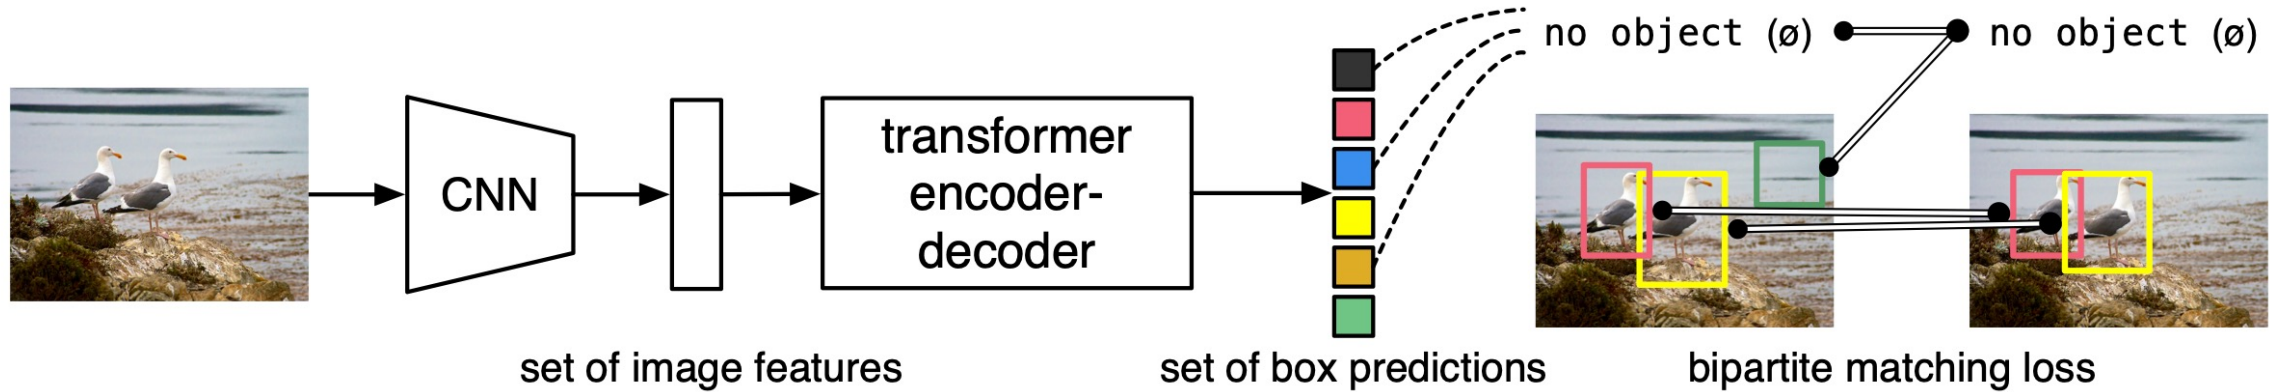 no object (ø)
no object (ø)
CNN
transformer
encoder-
decoder
set of image features
set of box predictions
bipartite matching loss